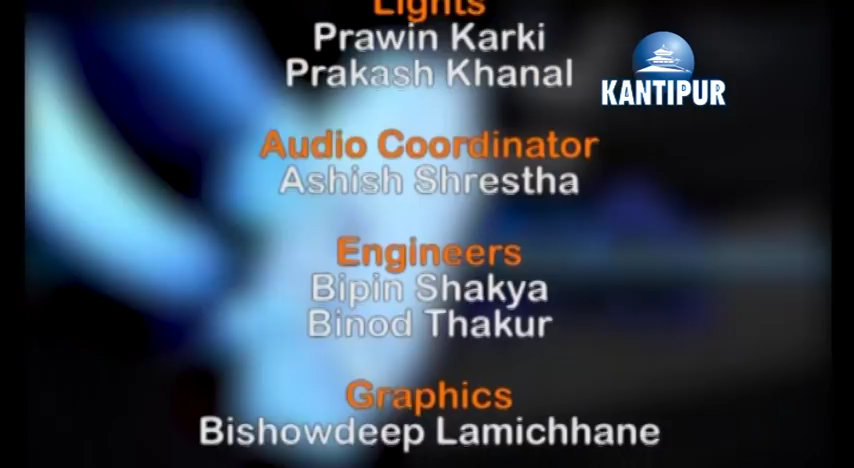 Lights
Prawin Karki
Prakash Khanal
KANTIPUR
Audio Coordinator
Ashish Shrestha
Engineers
Bipin Shakya
Binod Thakur
Graphics
Bishowdeep Lamichhane